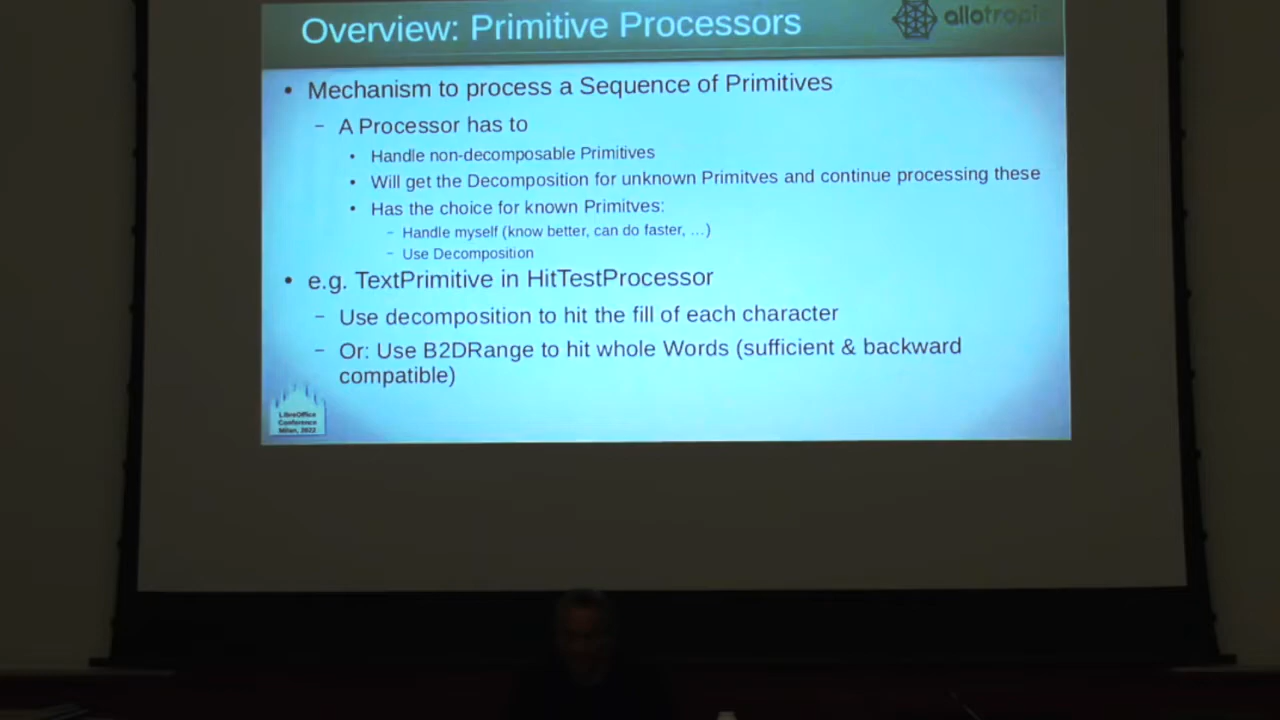 Overview: Primitive Processors
allotropia
• Mechanism to process a Sequence of Primitives
– A Processor has to
• Handle non-decomposable Primitives
• Will get the Decomposition for unknown Primitves and continue processing these
• Has the choice for known Primitves:
– Handle myself (know better, can do faster, …)
– Use Decomposition
• e.g. TextPrimitive in HitTestProcessor
– Use decomposition to hit the fill of each character
– Or: Use B2DRange to hit whole Words (sufficient & backward
compatible)
LibreOffice
Conference
Milan, 2022